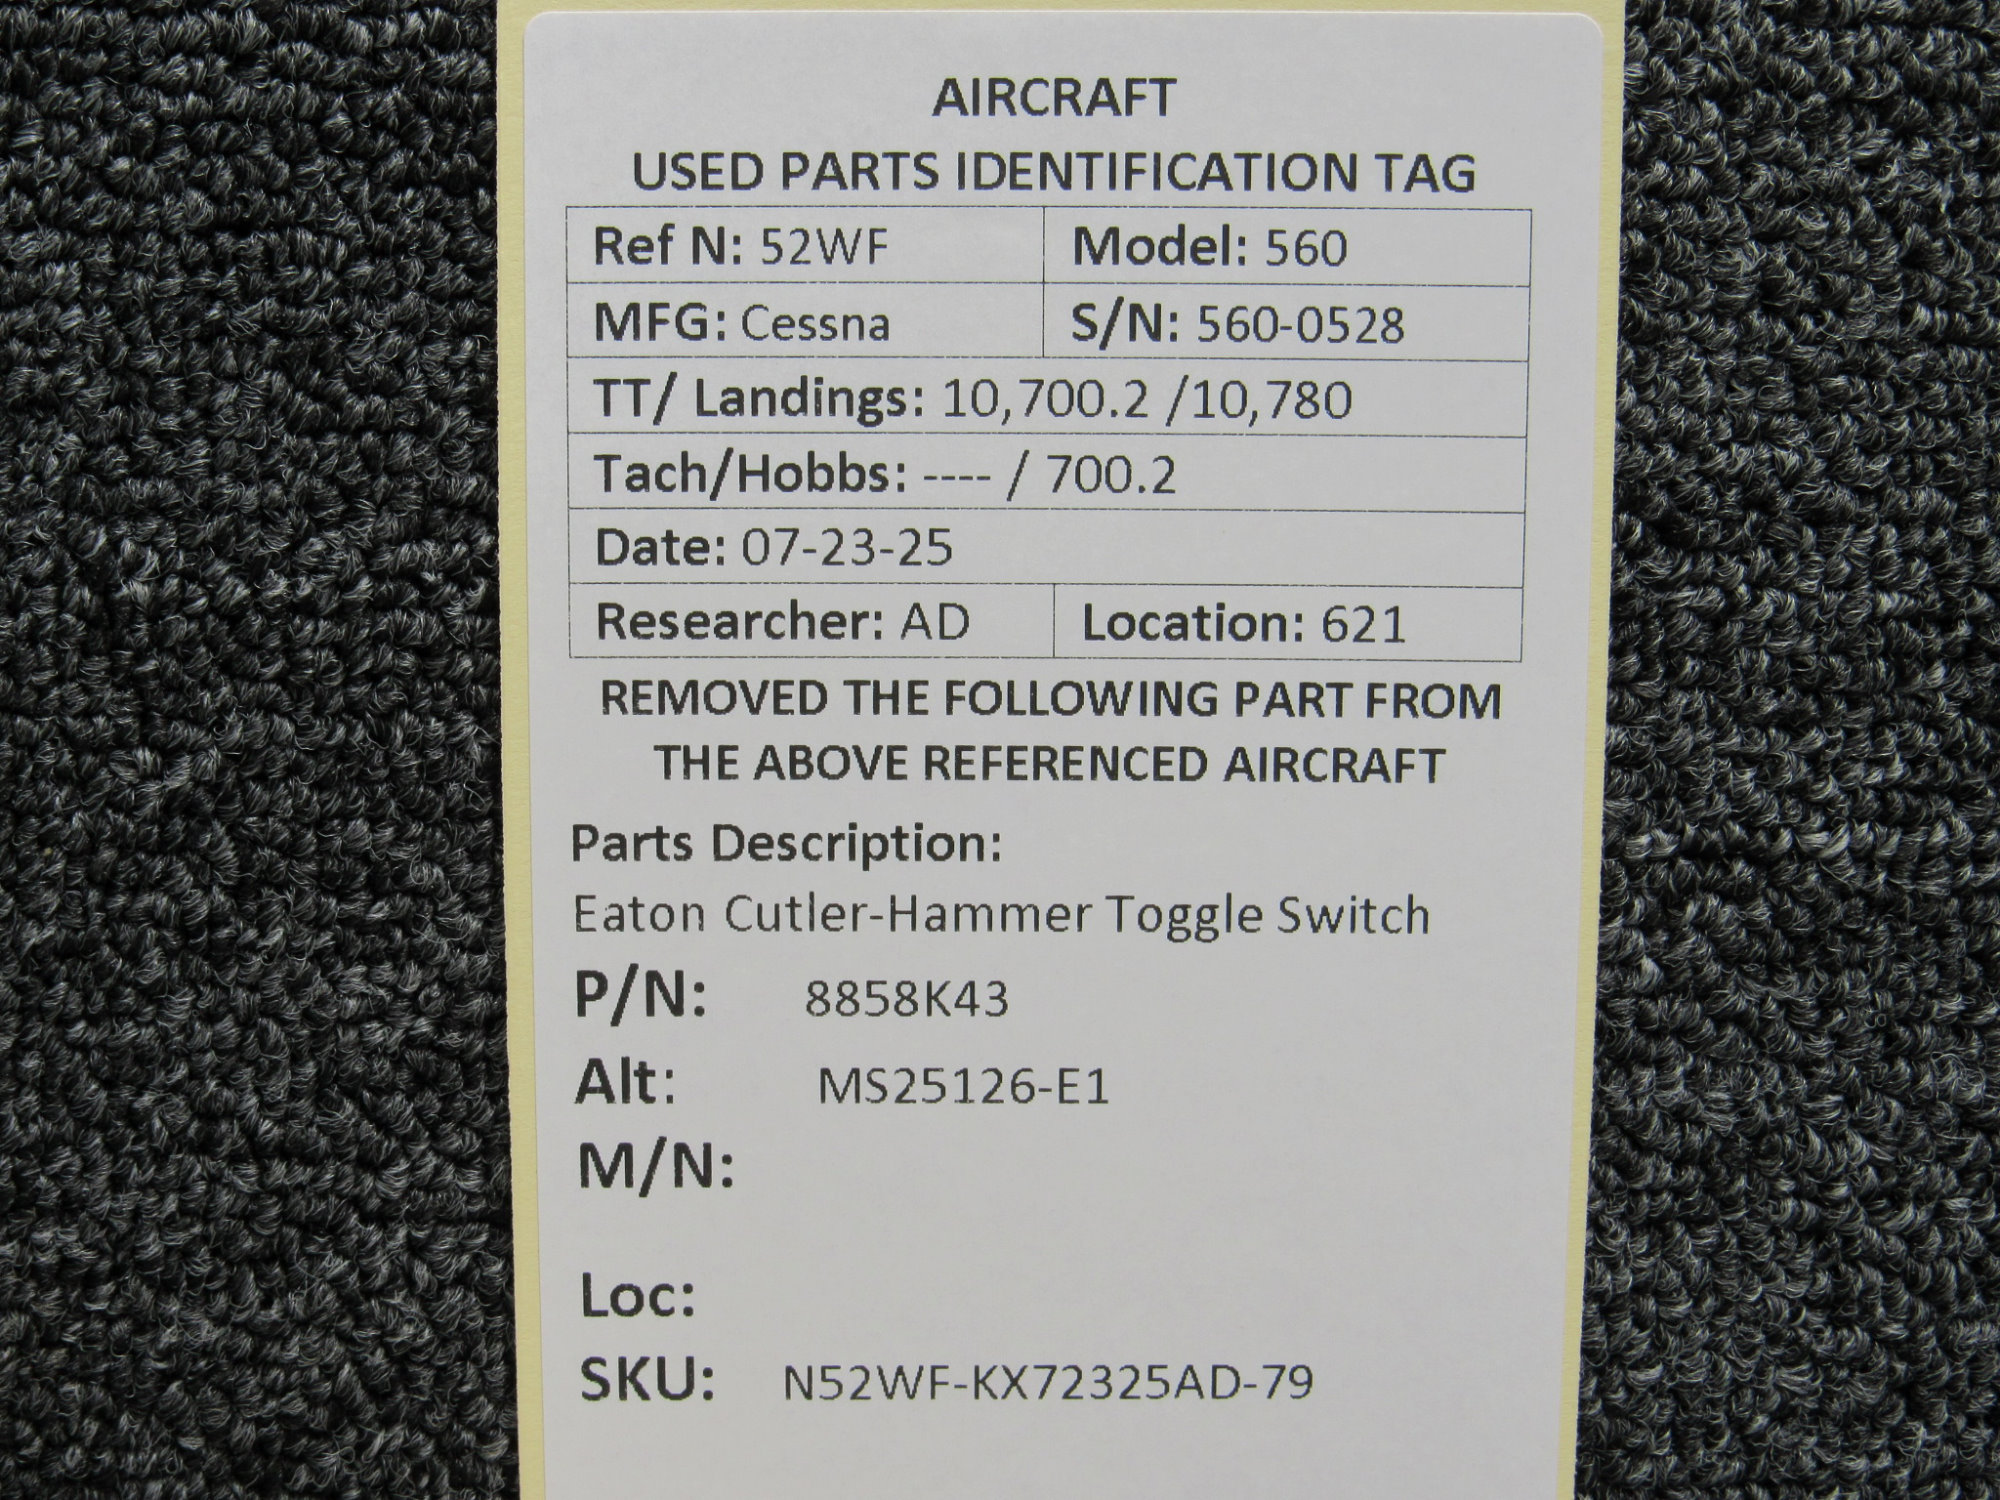 AIRCRAFT
USED PARTS IDENTIFICATION TAG
Ref N: 52WF Model: 560
MFG: Cessna S/N: 560-0528
TT/ Landings: 10,700.2 /10,780
Tach/Hobbs: ---- / 700.2
Date: 07-23-25
Researcher: AD Location: 621
REMOVED THE FOLLOWING PART FROM
THE ABOVE REFERENCED AIRCRAFT
Parts Description:
Eaton Cutler-Hammer Toggle Switch
P/N: 8858K43
Alt: MS25126-E1
M/N:
Loc:
SKU: N52WF-KX72325AD-79